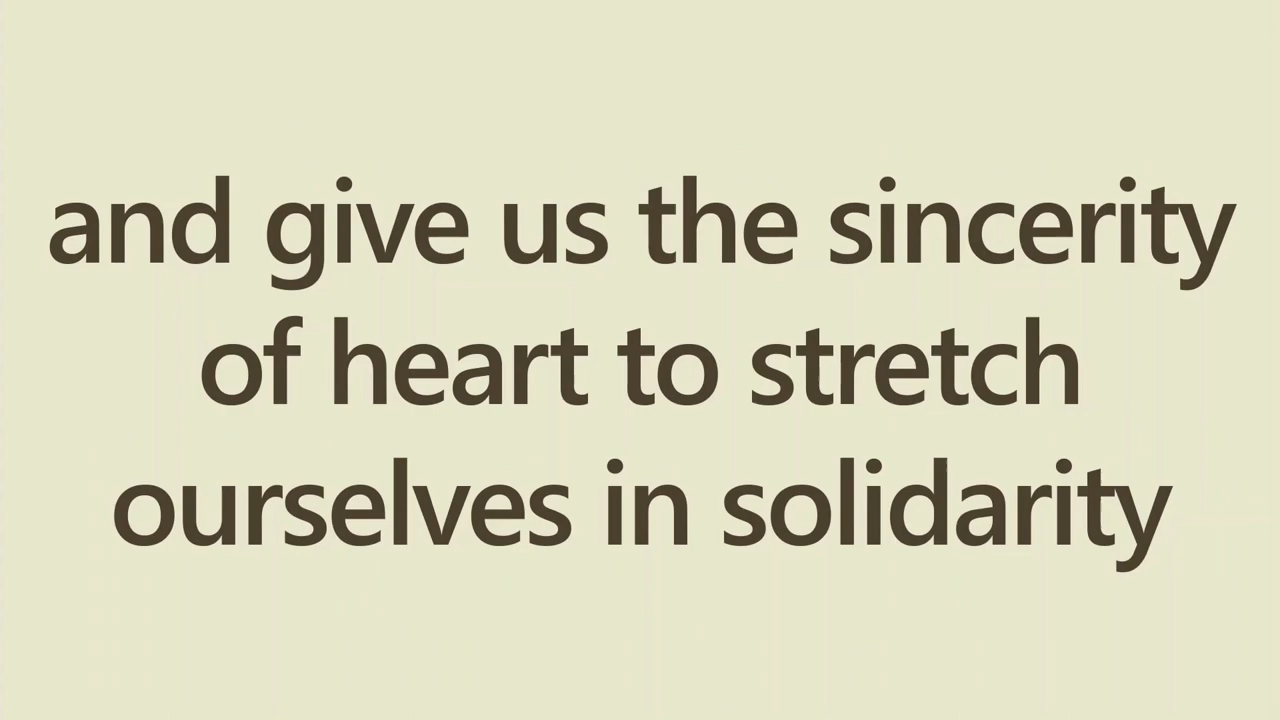 and give us the sincerity
of heart to stretch
ourselves in solidarity